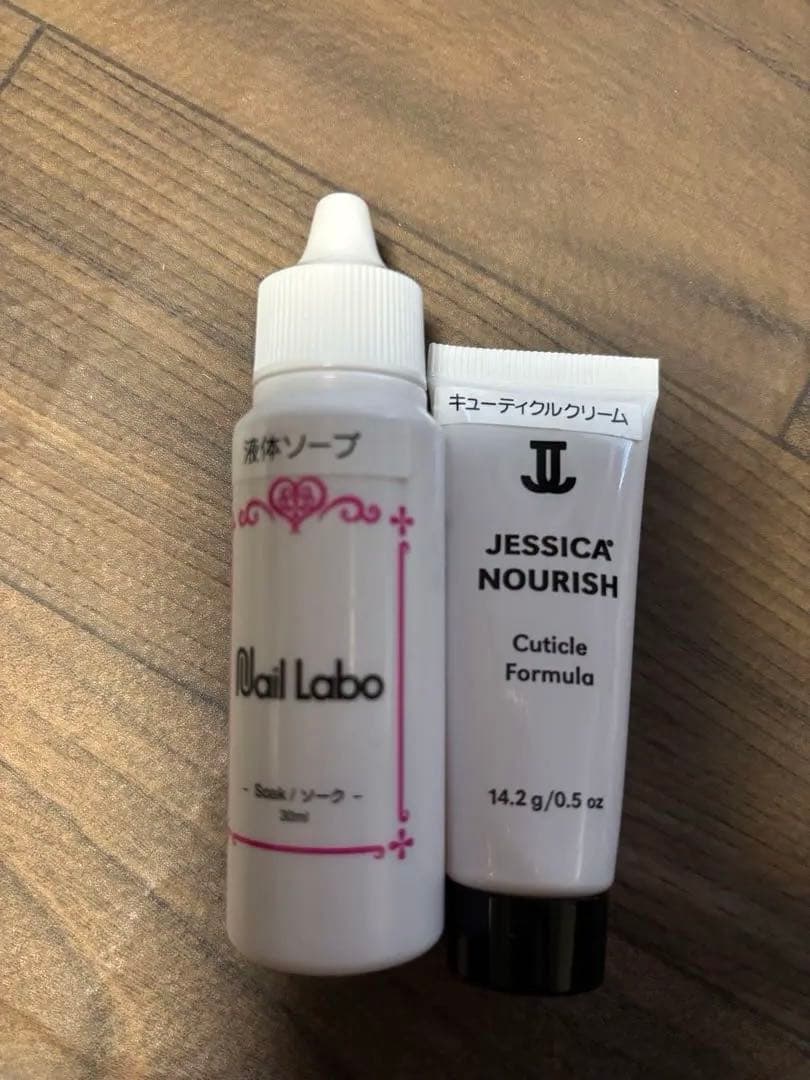 液体ソープ
Nail Labo
- Soak / ソーク -
30ml
キューティクルクリーム
JESSICA®
NOURISH
Cuticle
Formula
14.2 g/0.5 oz